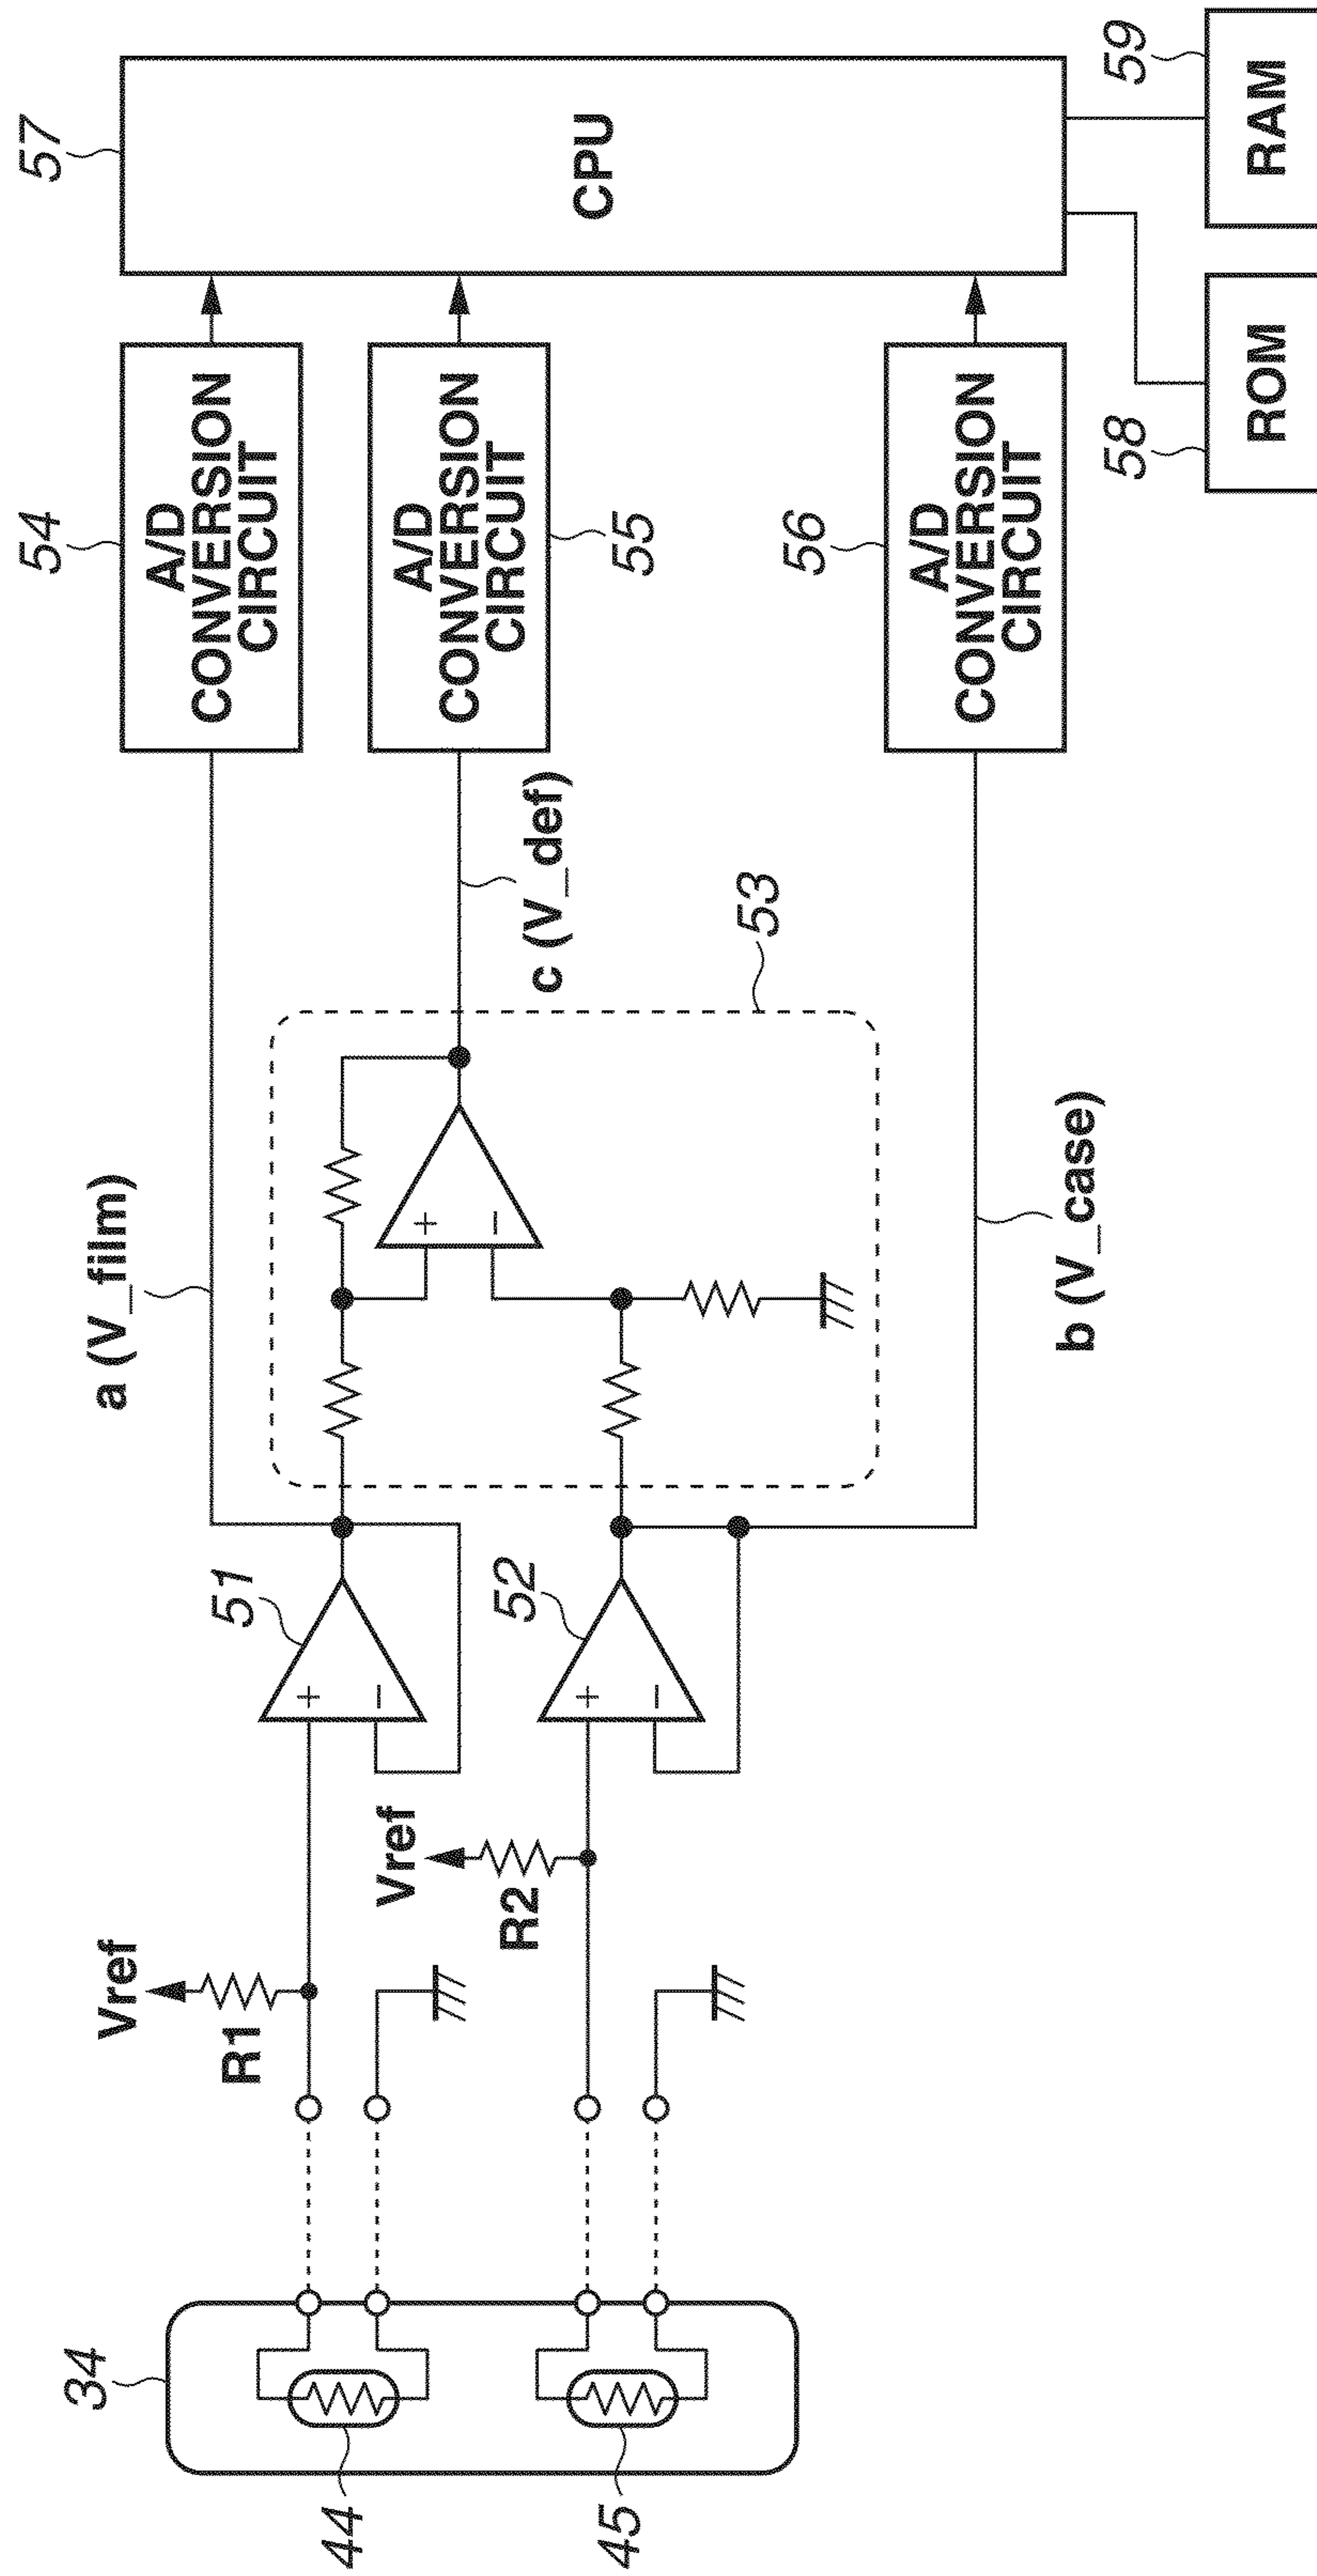 34
44
45
Vref
R1
Vref
R2
+
−
51
+
−
52
a (V_film)
+
−
53
c (V_def)
b (V_case)
54
A/D
CONVERSION
CIRCUIT
A/D
CONVERSION
CIRCUIT
55
56
A/D
CONVERSION
CIRCUIT
57
CPU
58
ROM
59
RAM